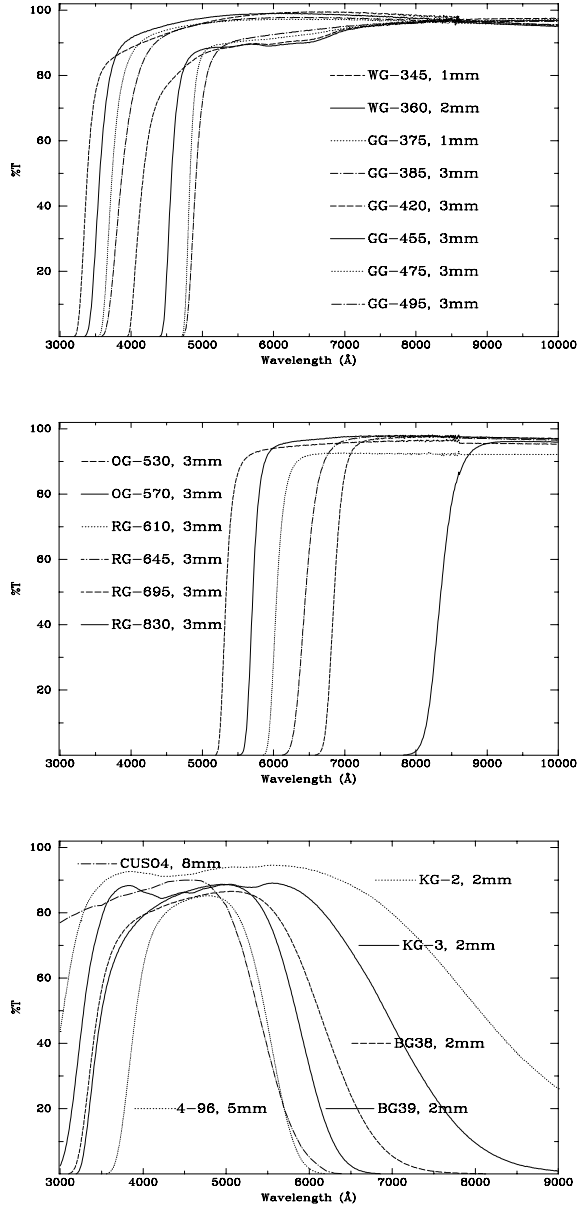 100
80
60
40
20
%T
WG-345, 1mm
WG-360, 2mm
GG-375, 1mm
GG-385, 3mm
GG-420, 3mm
GG-455, 3mm
GG-475, 3mm
GG-495, 3mm
3000 4000 5000 6000 7000 8000 9000 10000
Wavelength (Å)
100
80
60
40
20
%T
OG-530, 3mm
OG-570, 3mm
RG-610, 3mm
RG-645, 3mm
RG-695, 3mm
RG-830, 3mm
3000 4000 5000 6000 7000 8000 9000 10000
Wavelength (Å)
100
80
60
40
20
%T
CUSO4, 8mm
KG-2, 2mm
KG-3, 2mm
BG38, 2mm
4-96, 5mm
BG39, 2mm
3000 4000 5000 6000 7000 8000 9000
Wavelength (Å)